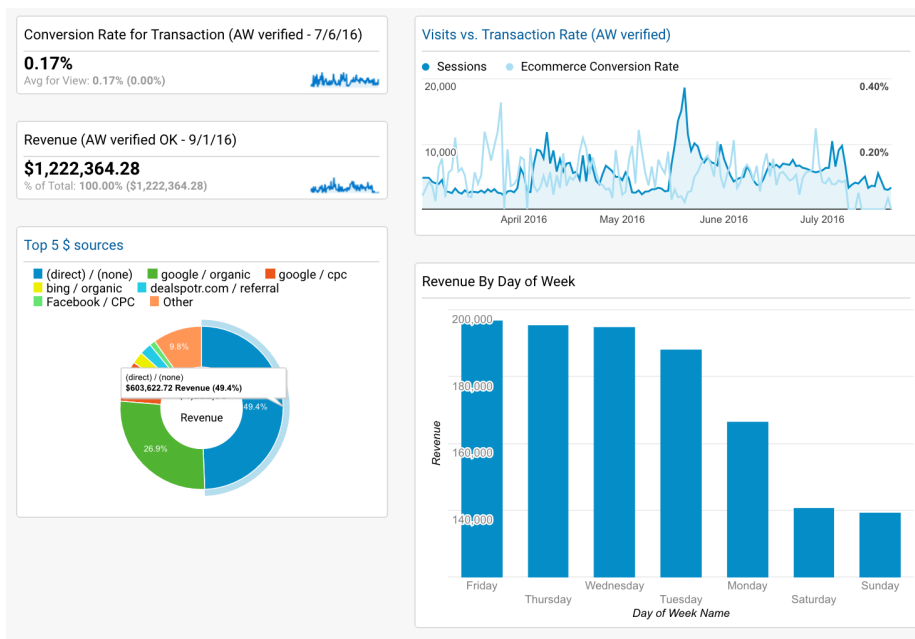 Conversion Rate for Transaction (AW verified - 7/6/16)
0.17%
Avg for View: 0.17% (0.00%)
Revenue (AW verified OK - 9/1/16)
$1,222,364.28
% of Total: 100.00% ($1,222,364.28)
Top 5 $ sources
(direct) / (none) google / organic google / cpc
bing / organic dealspotr.com / referral
Facebook / CPC Other
9.8%
(direct) / (none)
$603,622.72 Revenue (49.4%)
49.4%
Revenue
26.9%
Visits vs. Transaction Rate (AW verified)
Sessions Ecommerce Conversion Rate
20,000 0.40%
10,000 0.20%
April 2016 May 2016 June 2016 July 2016
Revenue By Day of Week
200,000
180,000
160,000
140,000
Revenue
Friday Wednesday Monday Sunday
Thursday Tuesday Saturday
Day of Week Name